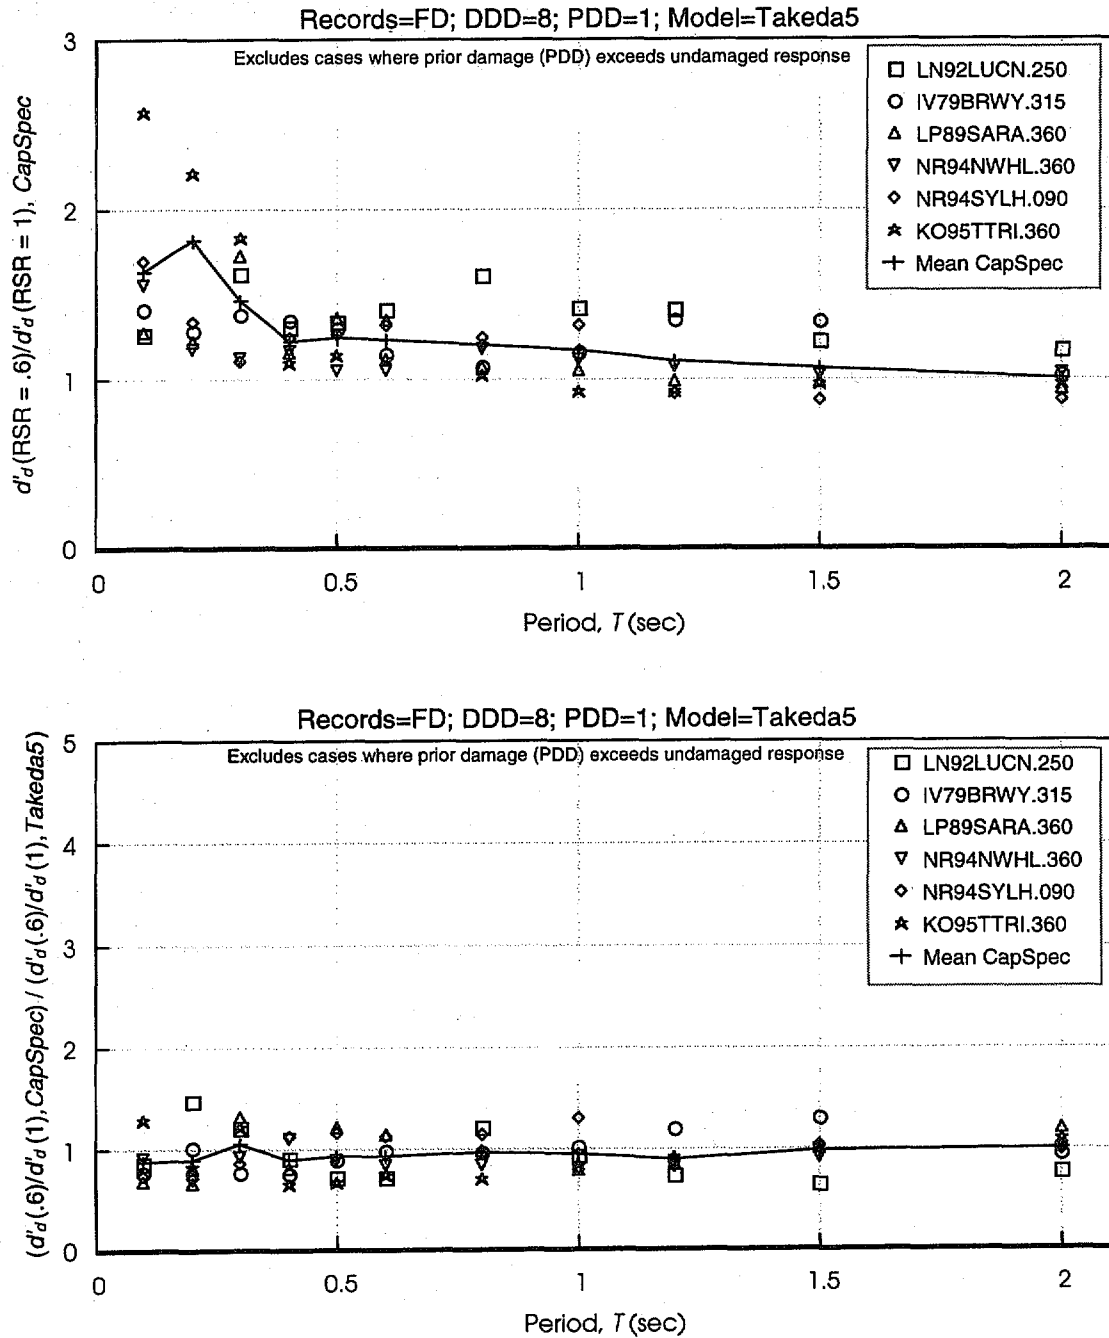 Records=FD; DDD=8; PDD=1; Model=Takeda5
Excludes cases where prior damage (PDD) exceeds undamaged response
d'd(RSR = .6)/d'd(RSR = 1), CapSpec
3
2
1
0
LN92LUCN.250
IV79BRWY.315
LP89SARA.360
NR94NWHL.360
NR94SYLH.090
KO95TTRI.360
Mean CapSpec
0 0.5 1 1.5 2
Period, T(sec)
Records=FD; DDD=8; PDD=1; Model=Takeda5
Excludes cases where prior damage (PDD) exceeds undamaged response
(d'd(.6)/d'd(1),CapSpec) / (d'd(.6)/d'd(1),Takeda5)
5
4
3
2
1
0
LN92LUCN.250
IV79BRWY.315
LP89SARA.360
NR94NWHL.360
NR94SYLH.090
KO95TTRI.360
Mean CapSpec
0 0.5 1 1.5 2
Period, T(sec)